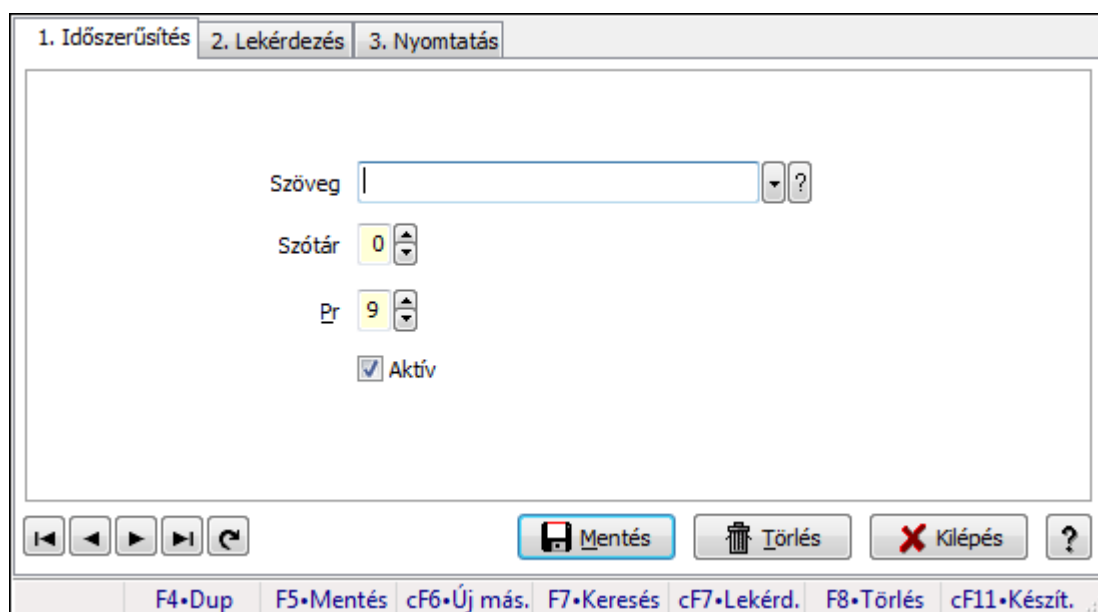 1. Időszerűsítés 2. Lekérdezés 3. Nyomtatás
Szöveg ?
Szótár 0
Pr 9
Aktív
Mentés Törlés Kilépés ?
F4•Dup F5•Mentés cF6•Új más. F7•Keresés cF7•Lekérd. F8•Törlés cF11•Készít.